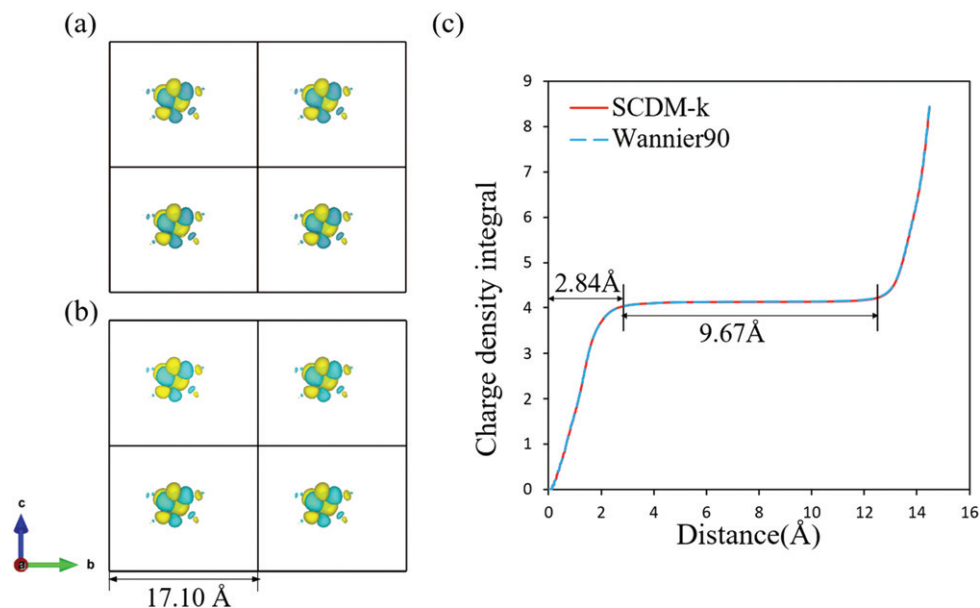 (a)
(b)
c
a
b
17.10 Å
(c)
9
8
7
6
5
4
3
2
1
0
Charge density integral
SCDM-k
Wannier90
2.84Å
9.67Å
0 2 4 6 8 10 12 14 16
Distance(Å)